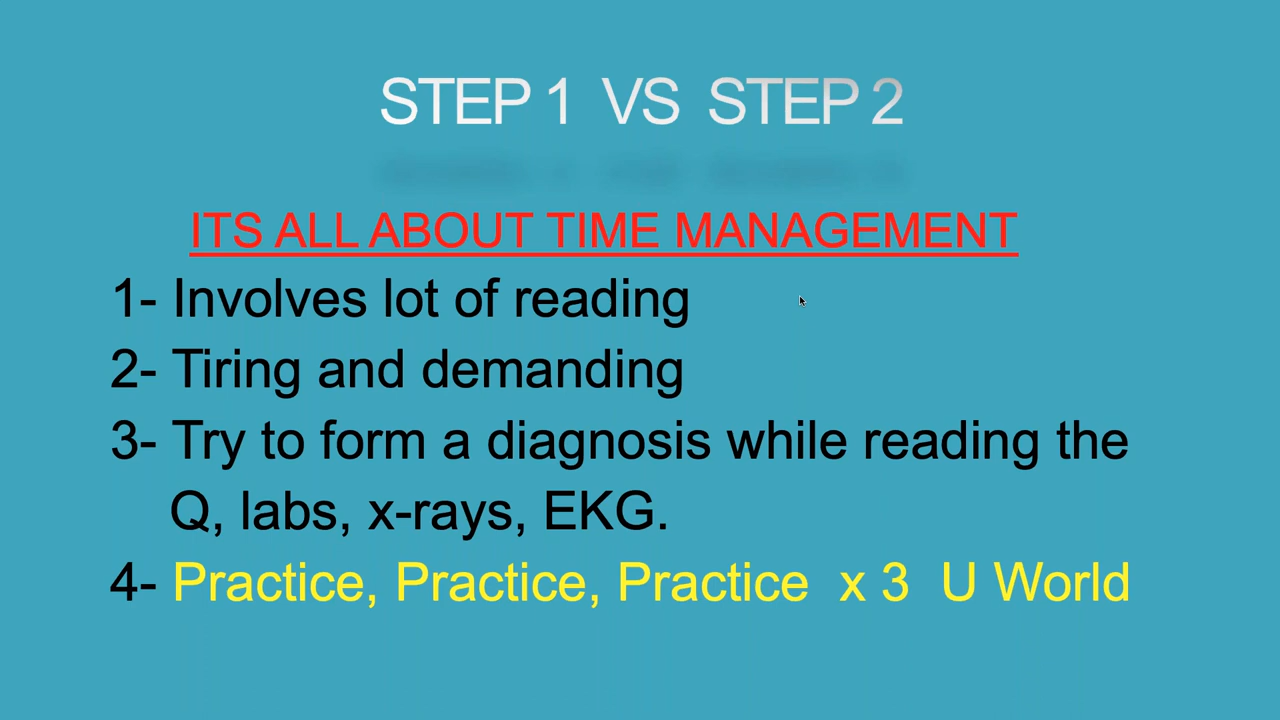 STEP 1 VS STEP 2
ITS ALL ABOUT TIME MANAGEMENT
1- Involves lot of reading
2- Tiring and demanding
3- Try to form a diagnosis while reading the
Q, labs, x-rays, EKG.
4- Practice, Practice, Practice x 3 U World